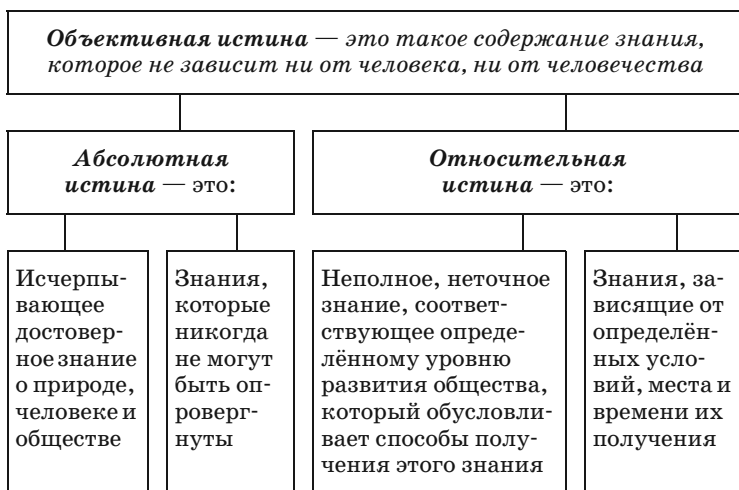 Объективная истина — это такое содержание знания,
которое не зависит ни от человека, ни от человечества
Абсолютная
истина — это:
Относительная
истина — это:
Исчерпы-
вающее
достовер-
ное знание
о природе,
человеке и
обществе
Знания,
которые
никогда
не могут
быть оп-
роверг-
нуты
Неполное, неточное
знание, соответ-
ствующее опреде-
лённому уровню
развития общества,
который обусловли-
вает способы полу-
чения этого знания
Знания, за-
висящие от
определён-
ных усло-
вий, места и
времени их
получения